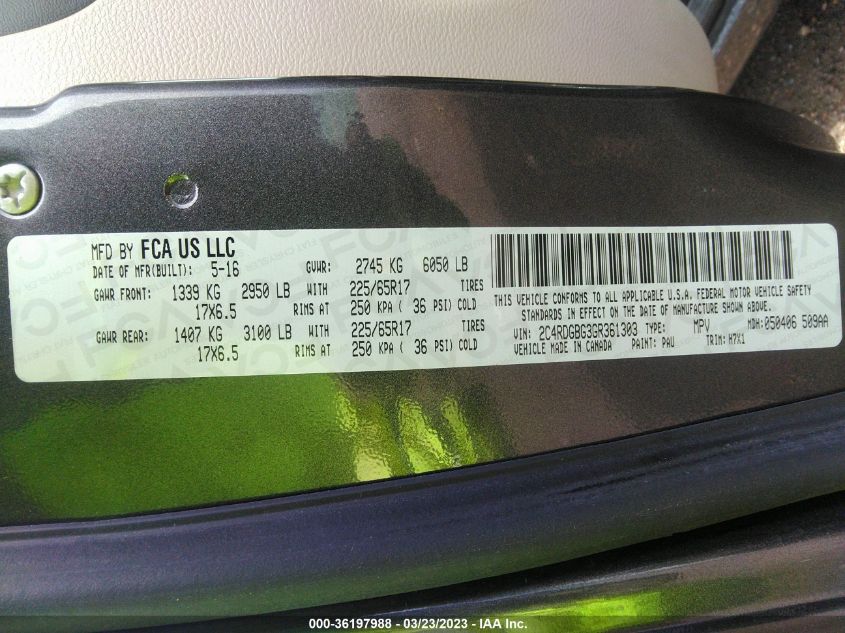 MFD BY FCA US LLC
DATE OF MFR(BUILT): 5-16 GVWR: 2745 KG 6050 LB
GAWR FRONT: 1339 KG 2950 LB WITH 225/65R17 TIRES
17X6.5 RIMS AT 250 KPA ( 36 PSI) COLD
GAWR REAR: 1407 KG 3100 LB WITH 225/65R17 TIRES
17X6.5 RIMS AT 250 KPA ( 36 PSI) COLD
THIS VEHICLE CONFORMS TO ALL APPLICABLE U.S.A. FEDERAL MOTOR VEHICLE SAFETY
STANDARDS IN EFFECT ON THE DATE OF MANUFACTURE SHOWN ABOVE.
VIN: 2C4RDGBG3GR361303 TYPE: MPV MDH: 050406 509AA
VEHICLE MADE IN CANADA PAINT: PAU TRIM: H7X1
000-36197988 - 03/23/2023 - IAA Inc.